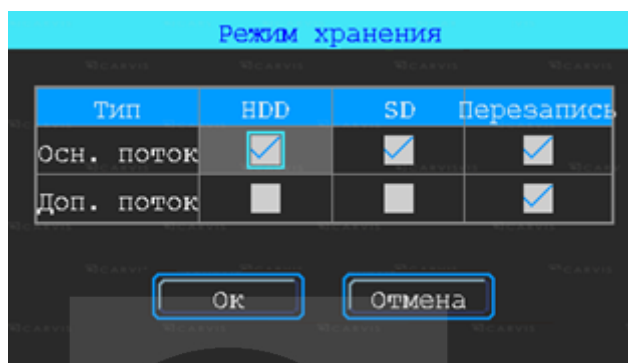 Режим хранения
Тип HDD SD Перезапись
Осн. поток
Доп. поток
Ок Отмена